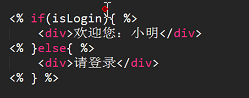 <% if(isLogin){ %>
<div>欢迎您：小明</div>
<% }else{ %>
<div>请登录</div>
<% } %>